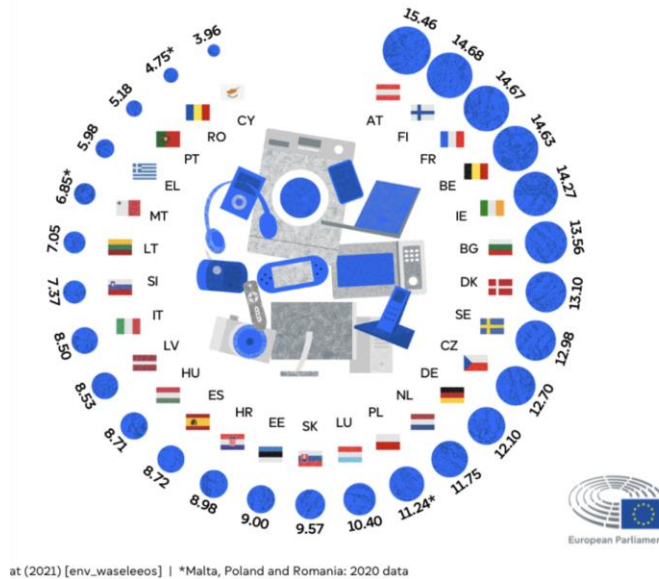 15.46
14.68
14.67
14.63
14.27
13.56
13.10
12.98
12.70
12.10
11.75
11.24*
10.40
9.57
9.00
8.98
8.72
8.71
8.53
8.50
7.37
7.05
6.85*
5.98
5.18
4.75*
3.96
AT
FI
FR
BE
IE
BG
DK
SE
CZ
DE
NL
PL
LU
SK
EE
HR
ES
HU
LV
IT
SI
LT
MT
EL
PT
RO
CY
European Parliamen
at (2021) [env_waseleeos] | *Malta, Poland and Romania: 2020 data